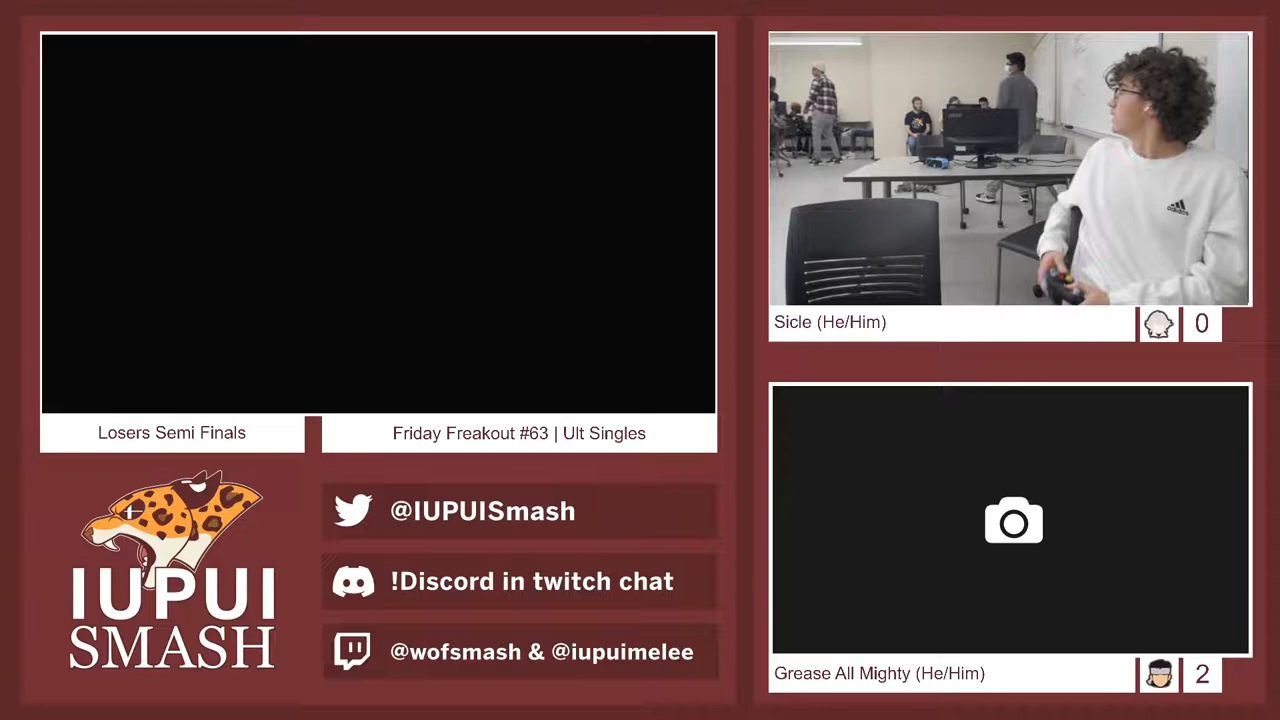 adidas
Sicle (He/Him)
0
Losers Semi Finals
Friday Freakout #63 | Ult Singles
@IUPUISmash
!Discord in twitch chat
@wofsmash & @iupuimelee
IUPUI
SMASH
Grease All Mighty (He/Him)
2